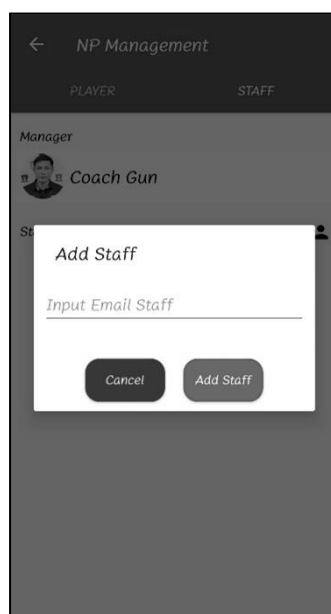 NP Management
PLAYER STAFF
Manager
Coach Gun
Add Staff
Input Email Staff
Cancel Add Staff